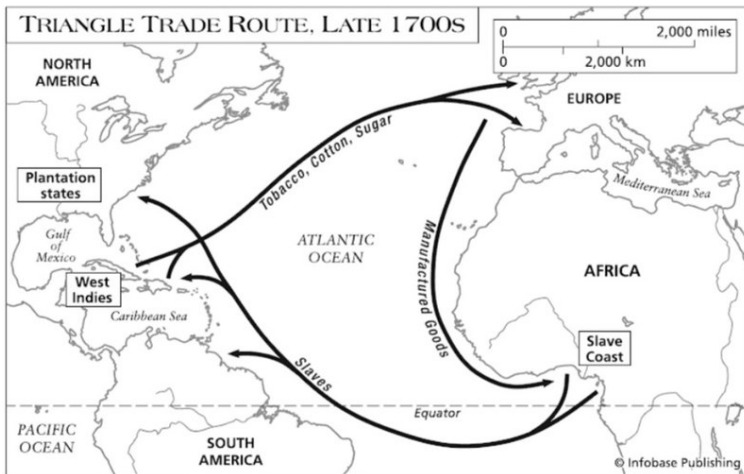 TRIANGLE TRADE ROUTE, LATE 1700S
0 2,000 miles
0 2,000 km
NORTH
AMERICA
EUROPE
Plantation
states
Tobacco, Cotton, Sugar
Mediterranean Sea
Gulf
of
Mexico
ATLANTIC
OCEAN
Manufactured Goods
AFRICA
West
Indies
Caribbean Sea
Slave
Coast
Slaves
Equator
PACIFIC
OCEAN
SOUTH
AMERICA
© Infobase Publishing